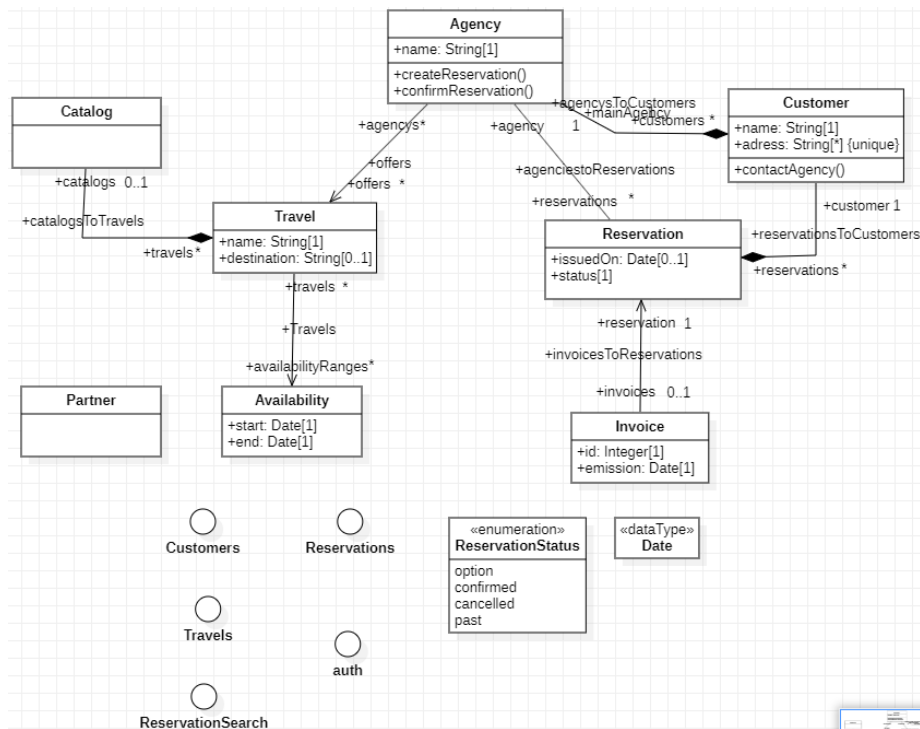 Agency
+name: String[1]
+createReservation()
+confirmReservation()
Catalog
Customer
+name: String[1]
+adress: String[*] {unique}
+contactAgency()
+agencysToCustomers
+mainAgency
1
+customers *
+agencys*
+agency
+offers
+offers *
+agenciestoReservations
+reservations *
+catalogs 0..1
+catalogsToTravels
+travels*
Travel
+name: String[1]
+destination: String[0..1]
+customer 1
+reservationsToCustomers
+reservations *
Reservation
+issuedOn: Date[0..1]
+status[1]
+travels *
+Travels
+availabilityRanges*
+reservation 1
+invoicesToReservations
+invoices 0..1
Partner
Availability
+start: Date[1]
+end: Date[1]
Invoice
+id: Integer[1]
+emission: Date[1]
Customers
Reservations
Travels
auth
ReservationSearch
«enumeration»
ReservationStatus
option
confirmed
cancelled
past
«dataType»
Date